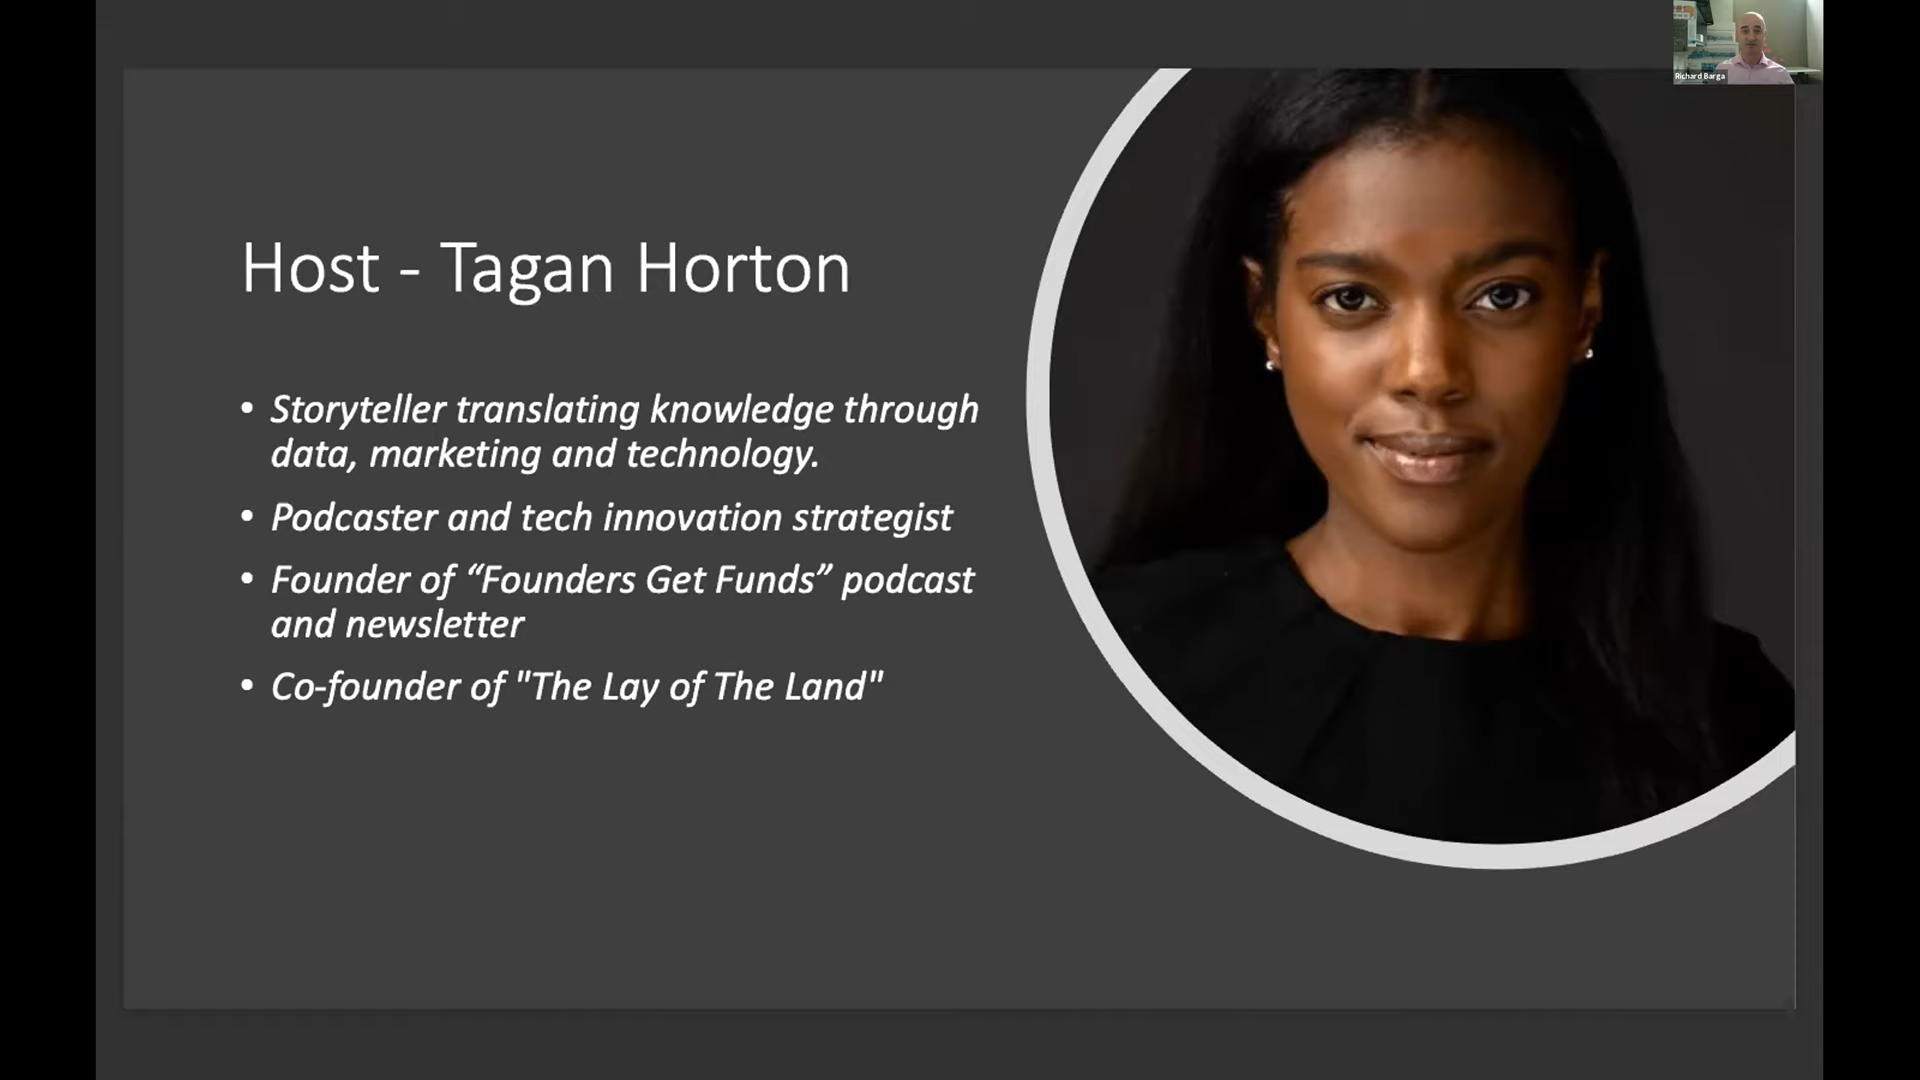 Richard Barga
Host - Tagan Horton
• Storyteller translating knowledge through
data, marketing and technology.
• Podcaster and tech innovation strategist
• Founder of “Founders Get Funds” podcast
and newsletter
• Co-founder of "The Lay of The Land"